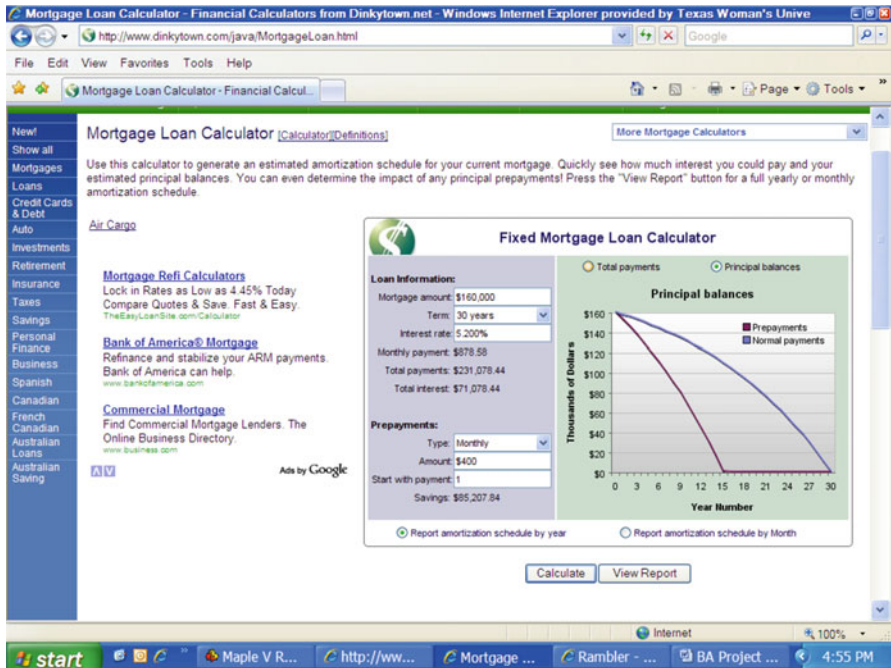 Mortgage Loan Calculator - Financial Calculators from Dinkytown.net - Windows Internet Explorer provided by Texas Woman's Unive
http://www.dinkytown.com/java/MortgageLoan.html
Google
File Edit View Favorites Tools Help
Mortgage Loan Calculator - Financial Calcul...
Page Tools »
New!
Show all
Mortgages
Loans
Credit Cards
& Debt
Auto
Investments
Retirement
Insurance
Taxes
Savings
Personal
Finance
Business
Spanish
Canadian
French
Canadian
Australian
Loans
Australian
Saving
Mortgage Loan Calculator [Calculator][Definitions]
More Mortgage Calculators
Use this calculator to generate an estimated amortization schedule for your current mortgage. Quickly see how much interest you could pay and your
estimated principal balances. You can even determine the impact of any principal prepayments! Press the "View Report" button for a full yearly or monthly
amortization schedule.
Air Cargo
Mortgage Refi Calculators
Lock in Rates as Low as 4.45% Today
Compare Quotes & Save. Fast & Easy.
TheEasyLoanSite.com/Calculator
Bank of America® Mortgage
Refinance and stabilize your ARM payments.
Bank of America can help.
www.bankofamerica.com
Commercial Mortgage
Find Commercial Mortgage Lenders. The
Online Business Directory.
www.business.com
Ads by Google
Fixed Mortgage Loan Calculator
Loan Information:
Mortgage amount: $160,000
Term: 30 years
Interest rate: 5.200%
Monthly payment: $878.58
Total payments: $231,078.44
Total interest: $71,078.44
Prepayments:
Type: Monthly
Amount: $400
Start with payment: 1
Savings: $85,207.84
Total payments Principal balances
Principal balances
Prepayments
Normal payments
Thousands of Dollars
$160
$140
$120
$100
$80
$60
$40
$20
$0
0 3 6 9 12 15 18 21 24 27 30
Year Number
Report amortization schedule by year Report amortization schedule by Month
Calculate View Report
Internet 100%
start » Maple V R... http://ww... Mortgage ... Rambler - ... BA Project ... 4:55 PM